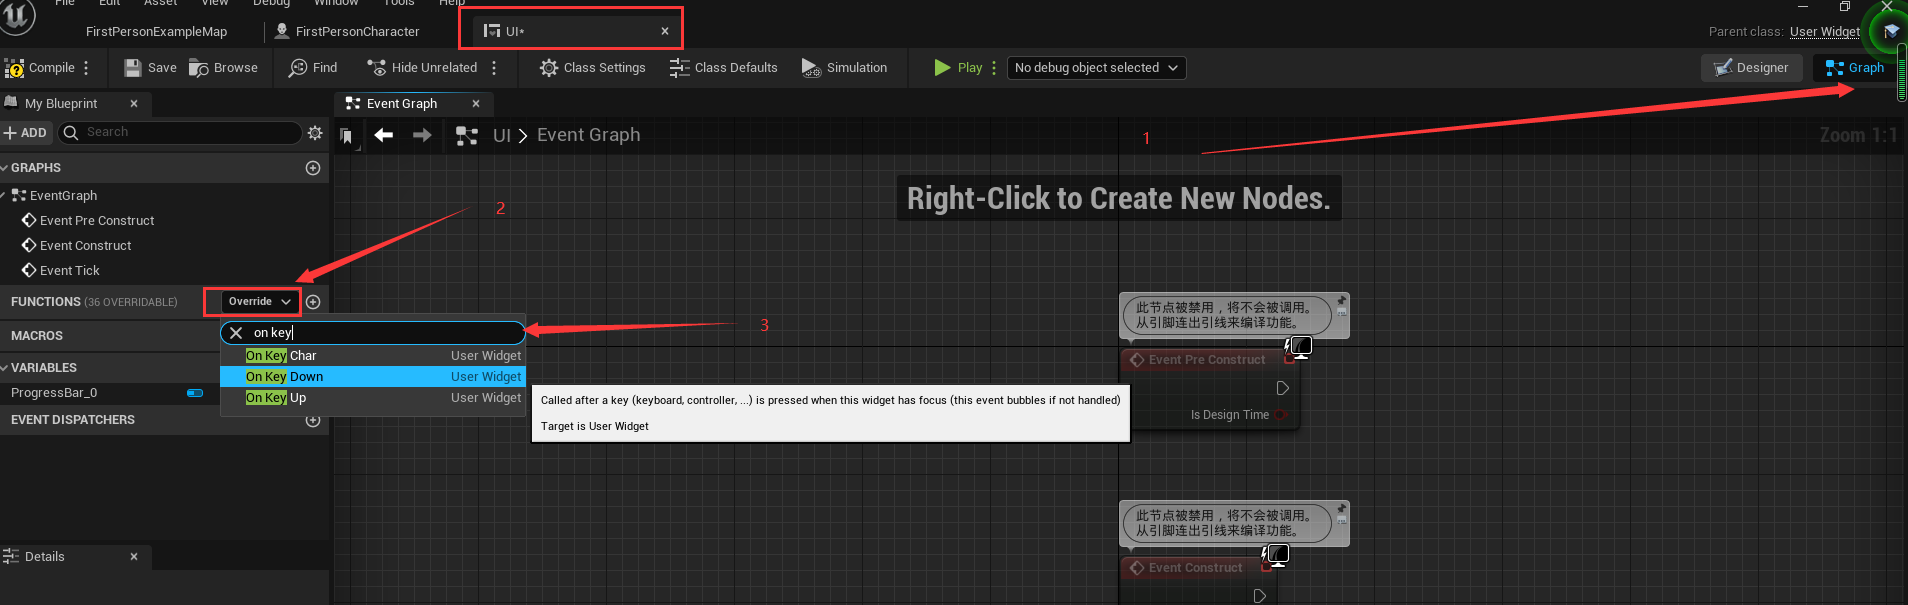 File Edit Asset View Debug Window Tools Help
FirstPersonExampleMap FirstPersonCharacter UI* Parent class: User Widget
Compile Save Browse Find Hide Unrelated Class Settings Class Defaults Simulation Play No debug object selected Designer Graph
My Blueprint Event Graph
ADD Search UI Event Graph 1 Zoom 1:1
GRAPHS
Right-Click to Create New Nodes.
EventGraph
2
Event Pre Construct
Event Construct
Event Tick
FUNCTIONS (36 OVERRIDABLE) Override
此节点被禁用，将不会被调用。
从引脚连出引线来编译功能。
on key 3
MACROS
On Key Char User Widget
Event Pre Construct
VARIABLES
On Key Down User Widget
ProgressBar_0
On Key Up User Widget
Called after a key (keyboard, controller, ...) is pressed when this widget has focus (this event bubbles if not handled)
Is Design Time
EVENT DISPATCHERS
Target is User Widget
此节点被禁用，将不会被调用。
从引脚连出引线来编译功能。
Details
Event Construct